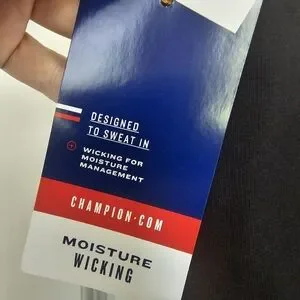 DESIGNED
TO SWEAT IN
WICKING FOR
MOISTURE
MANAGEMENT
CHAMPION.COM
MOISTURE
WICKING